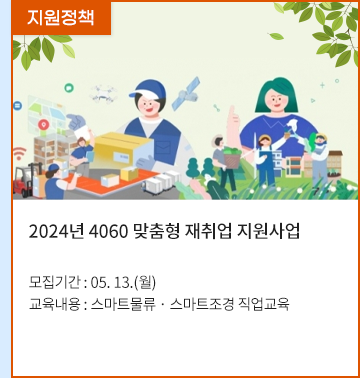 지원정책
2024년 4060 맞춤형 재취업 지원사업
모집기간 : 05. 13.(월)
교육내용 : 스마트물류 · 스마트조경 직업교육